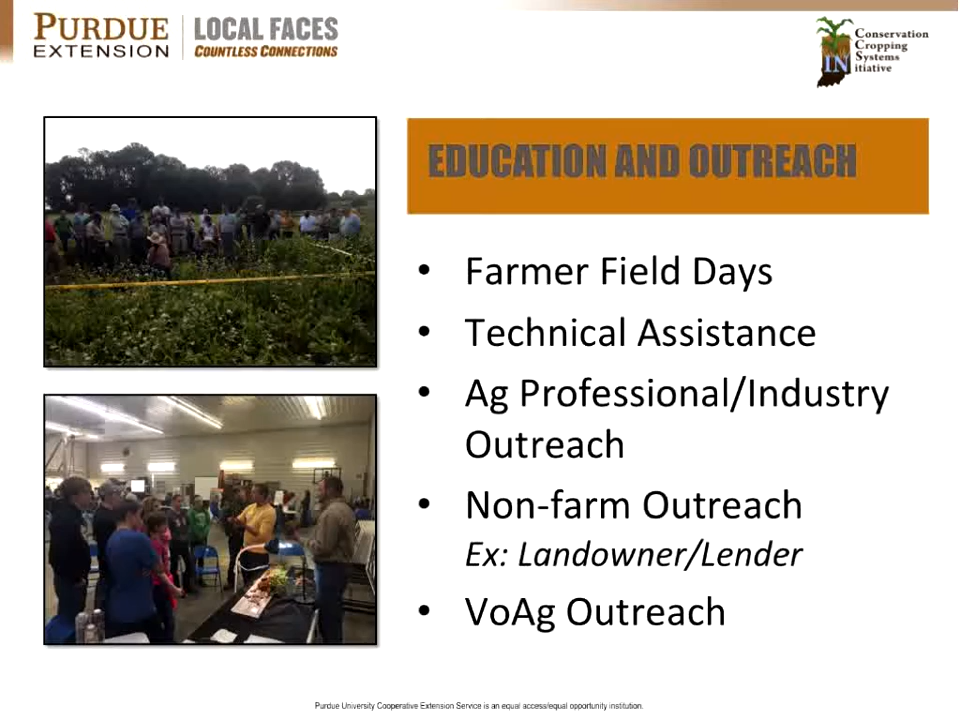 PURDUE
EXTENSION
LOCAL FACES
COUNTLESS CONNECTIONS
Conservation
Cropping
Systems
IN itiative
EDUCATION AND OUTREACH
• Farmer Field Days
• Technical Assistance
• Ag Professional/Industry
Outreach
• Non-farm Outreach
Ex: Landowner/Lender
• VoAg Outreach
Purdue University Cooperative Extension Service is an equal access/equal opportunity institution.